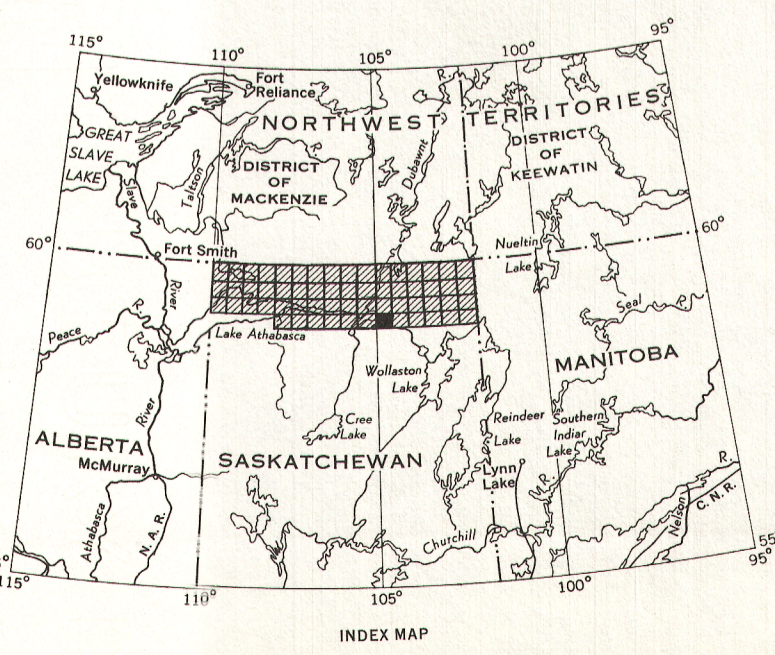 115°
110°
105°
100°
95°
Yellowknife
Fort
Reliance
R.
NORTHWEST TERRITORIES
GREAT
SLAVE
LAKE
Slave
Taltson
DISTRICT
OF
MACKENZIE
Dubawnt
DISTRICT
OF
KEEWATIN
60°
60°
Fort Smith
Nueltin
Lake
River
R.
Peace
Lake Athabasca
Seal R.
Wollaston
Lake
MANITOBA
River
Cree
Lake
Reindeer
Lake
Southern
Indiar
Lake
ALBERTA
McMurray
SASKATCHEWAN
Lynn
Lake
R.
C.N.R.
Nelson
Athabasca
N.A.R.
Churchill
115°
110°
105°
100°
95°
55
INDEX MAP